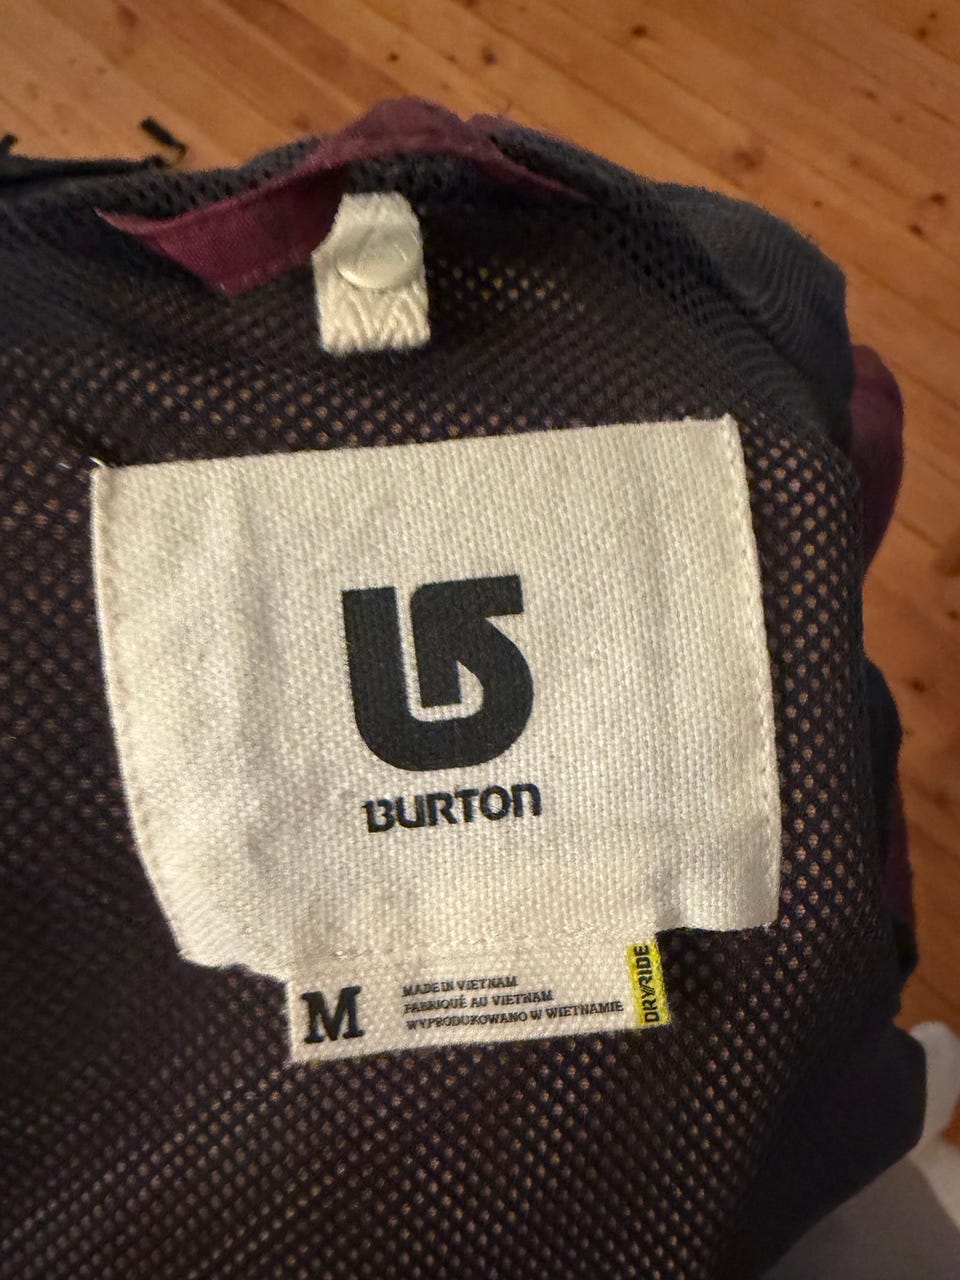 BURTON
M
MADE IN VIETNAM
FABRIQUÉ AU VIETNAM
WYPRODUKOWANO W WIETNAMIE
DRYRIDE